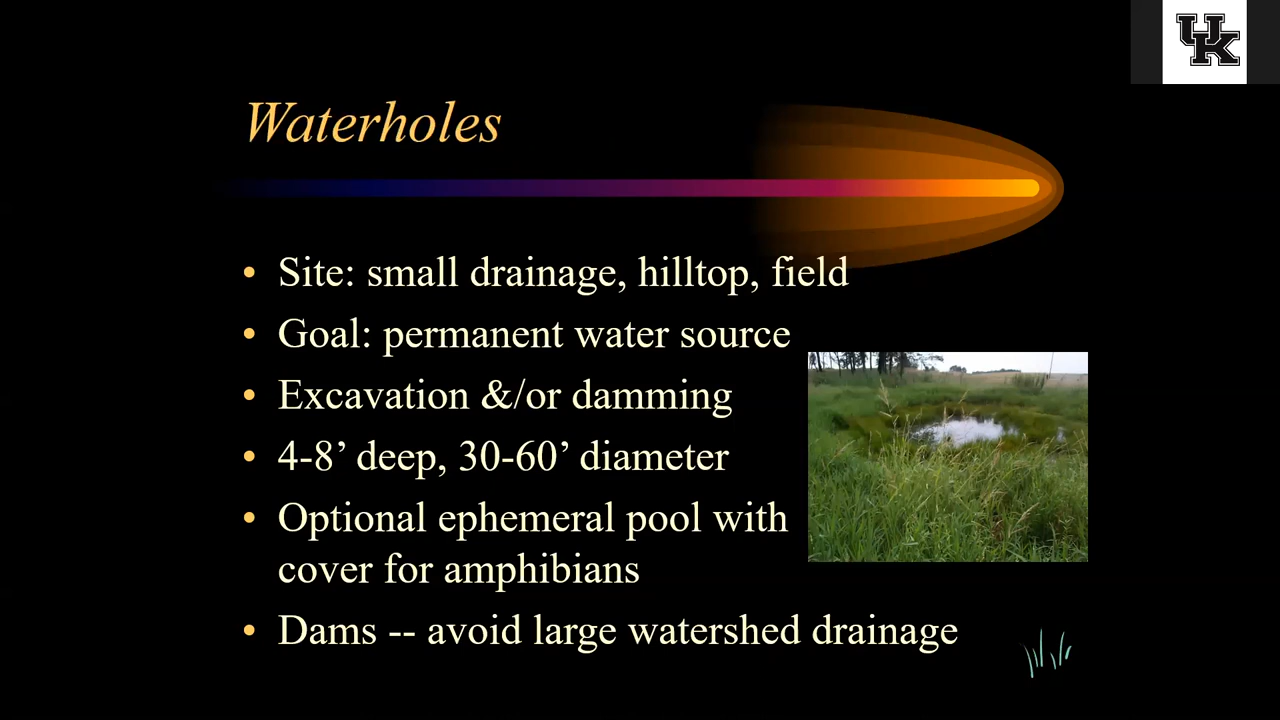 UK
Waterholes
• Site: small drainage, hilltop, field
• Goal: permanent water source
• Excavation &/or damming
• 4-8’ deep, 30-60’ diameter
• Optional ephemeral pool with
cover for amphibians
• Dams -- avoid large watershed drainage